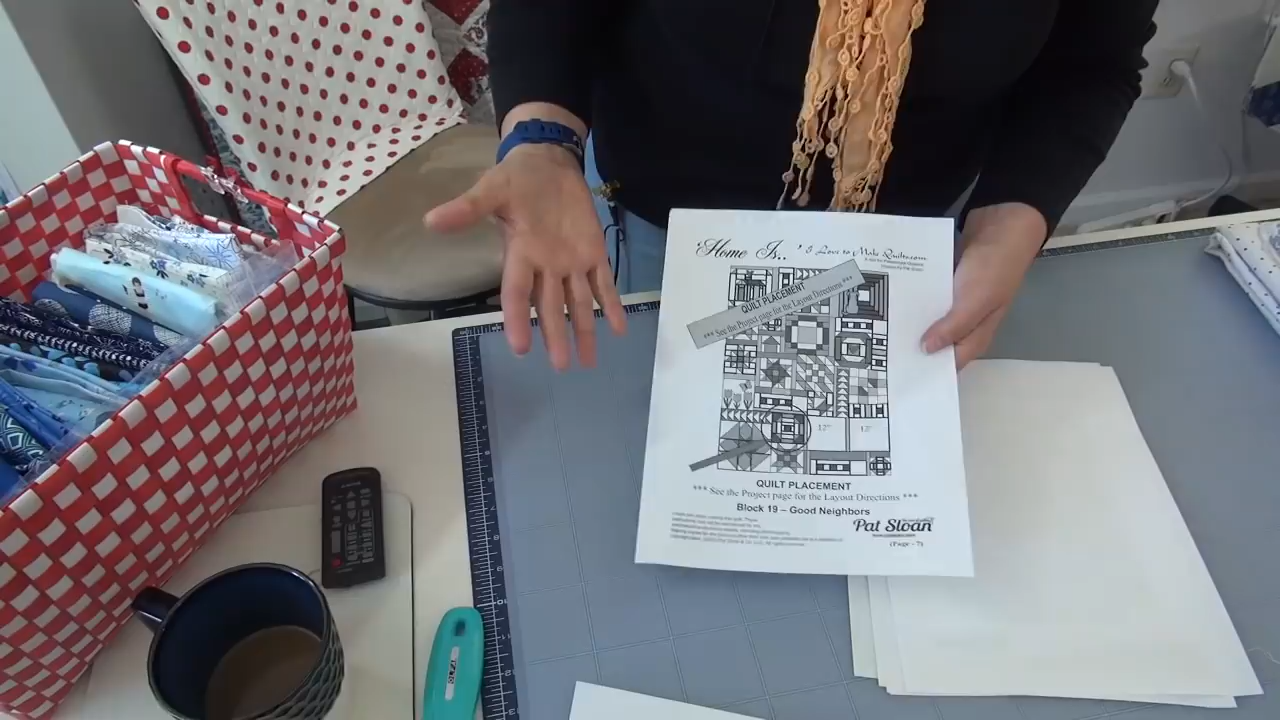 Home Is.. 'I Love to Make Quilts.com
QUILT PLACEMENT
*** See the Project page for the Layout Directions ***
12"
12"
QUILT PLACEMENT
*** See the Project page for the Layout Directions ***
Block 19 – Good Neighbors
Pat Sloan
(Page - 7)
OLFA